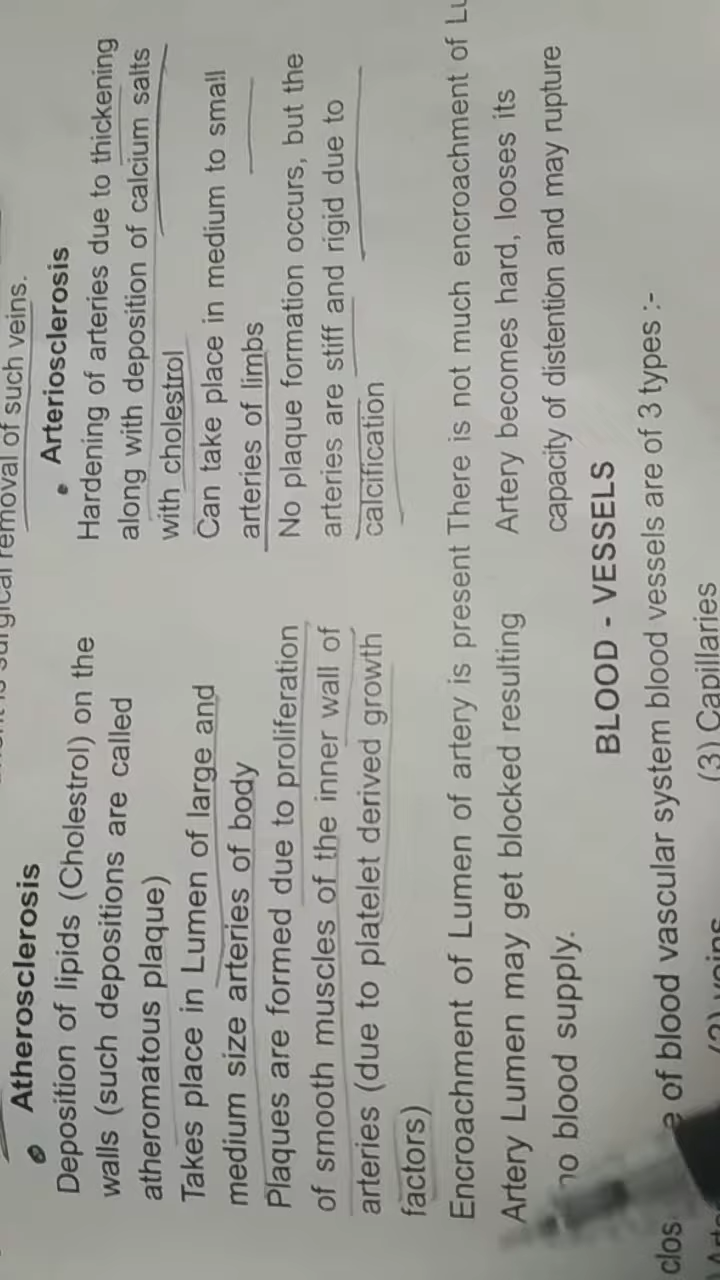 removal of such veins.
Atherosclerosis
Arteriosclerosis
Deposition of lipids (Cholestrol) on the
walls (such depositions are called
atheromatous plaque)
Hardening of arteries due to thickening
along with deposition of calcium salts
with cholestrol
Takes place in Lumen of large and
medium size arteries of body
Can take place in medium to small
arteries of limbs
Plaques are formed due to proliferation
of smooth muscles of the inner wall of
arteries (due to platelet derived growth
factors)
No plaque formation occurs, but the
arteries are stiff and rigid due to
calcification
Encroachment of Lumen of artery is present There is not much encroachment of
Artery Lumen may get blocked resulting
no blood supply.
Artery becomes hard, looses its
capacity of distention and may rupture
BLOOD - VESSELS
of blood vascular system blood vessels are of 3 types :-
(3) Capillaries